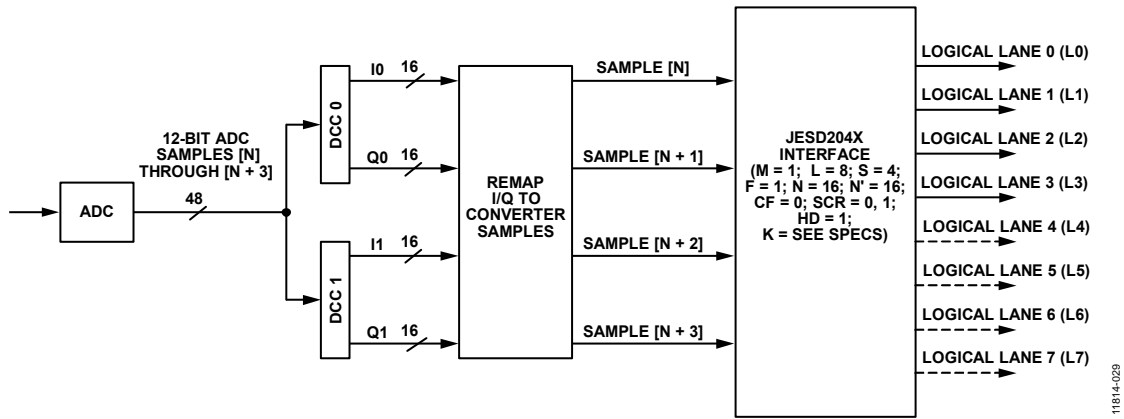 ADC
12-BIT ADC
SAMPLES [N]
THROUGH [N + 3]
48
DCC 0
I0 16
Q0 16
DCC 1
I1 16
Q1 16
REMAP
I/Q TO
CONVERTER
SAMPLES
SAMPLE [N]
SAMPLE [N + 1]
SAMPLE [N + 2]
SAMPLE [N + 3]
JESD204X
INTERFACE
(M = 1; L = 8; S = 4;
F = 1; N = 16; N' = 16;
CF = 0; SCR = 0, 1;
HD = 1;
K = SEE SPECS)
LOGICAL LANE 0 (L0)
LOGICAL LANE 1 (L1)
LOGICAL LANE 2 (L2)
LOGICAL LANE 3 (L3)
LOGICAL LANE 4 (L4)
LOGICAL LANE 5 (L5)
LOGICAL LANE 6 (L6)
LOGICAL LANE 7 (L7)
11814-029